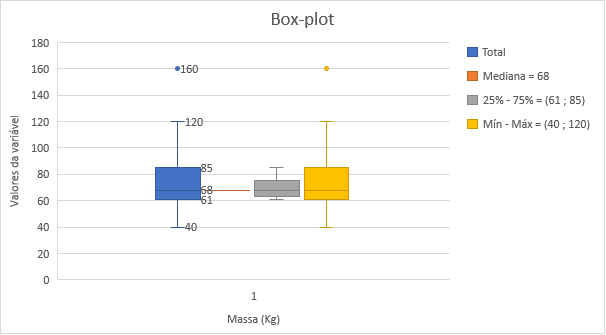 Box-plot
180
160
140
120
100
80
60
40
20
0
Valores da variável
160
120
85
68
61
40
1
Massa (Kg)
Total
Mediana = 68
25% - 75% = (61 ; 85)
Mín - Máx = (40 ; 120)